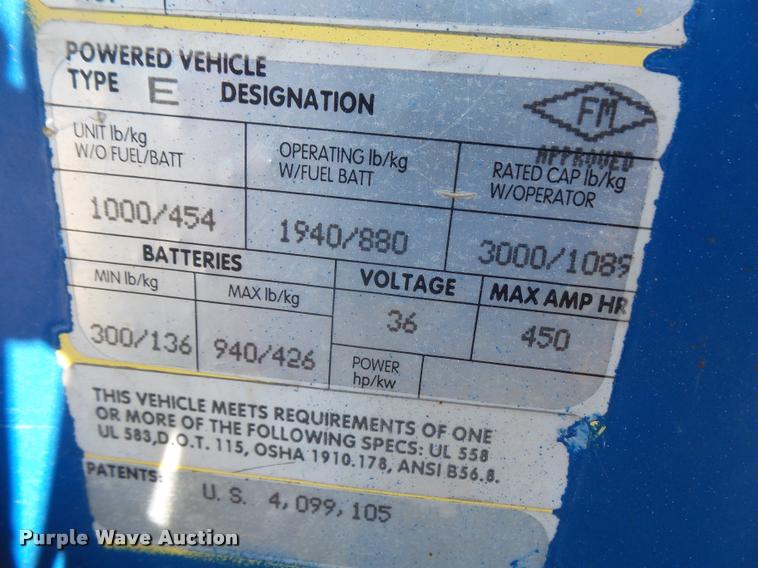 POWERED VEHICLE
TYPE E DESIGNATION
FM
APPROVED
UNIT lb/kg
W/O FUEL/BATT
OPERATING lb/kg
W/FUEL BATT
RATED CAP lb/kg
W/OPERATOR
1000/454
1940/880
3000/1089
BATTERIES
VOLTAGE
MAX AMP HR
MIN lb/kg
MAX lb/kg
36
450
300/136
940/426
POWER
hp/kw
THIS VEHICLE MEETS REQUIREMENTS OF ONE
OR MORE OF THE FOLLOWING SPECS: UL 558
UL 583, D.O.T. 115, OSHA 1910.178, ANSI B56.8.
PATENTS:
U.S. 4,099,105
Purple Wave Auction